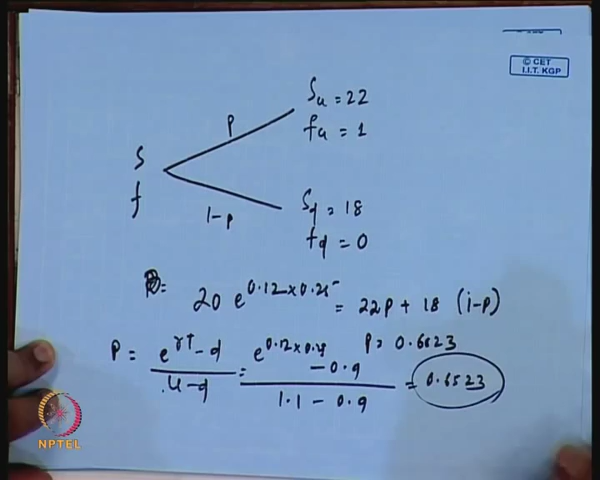 © CET
I.I.T. KGP
Su = 22
fu = 1
p
S
f
1-p
Sd = 18
fd = 0
20 e^0.12×0.25 = 22p + 18 (1-p)
p = 0.6523
P = e^rT - d / u - d = e^0.12×0.25 - 0.9 / 1.1 - 0.9 = 0.6523
NPTEL